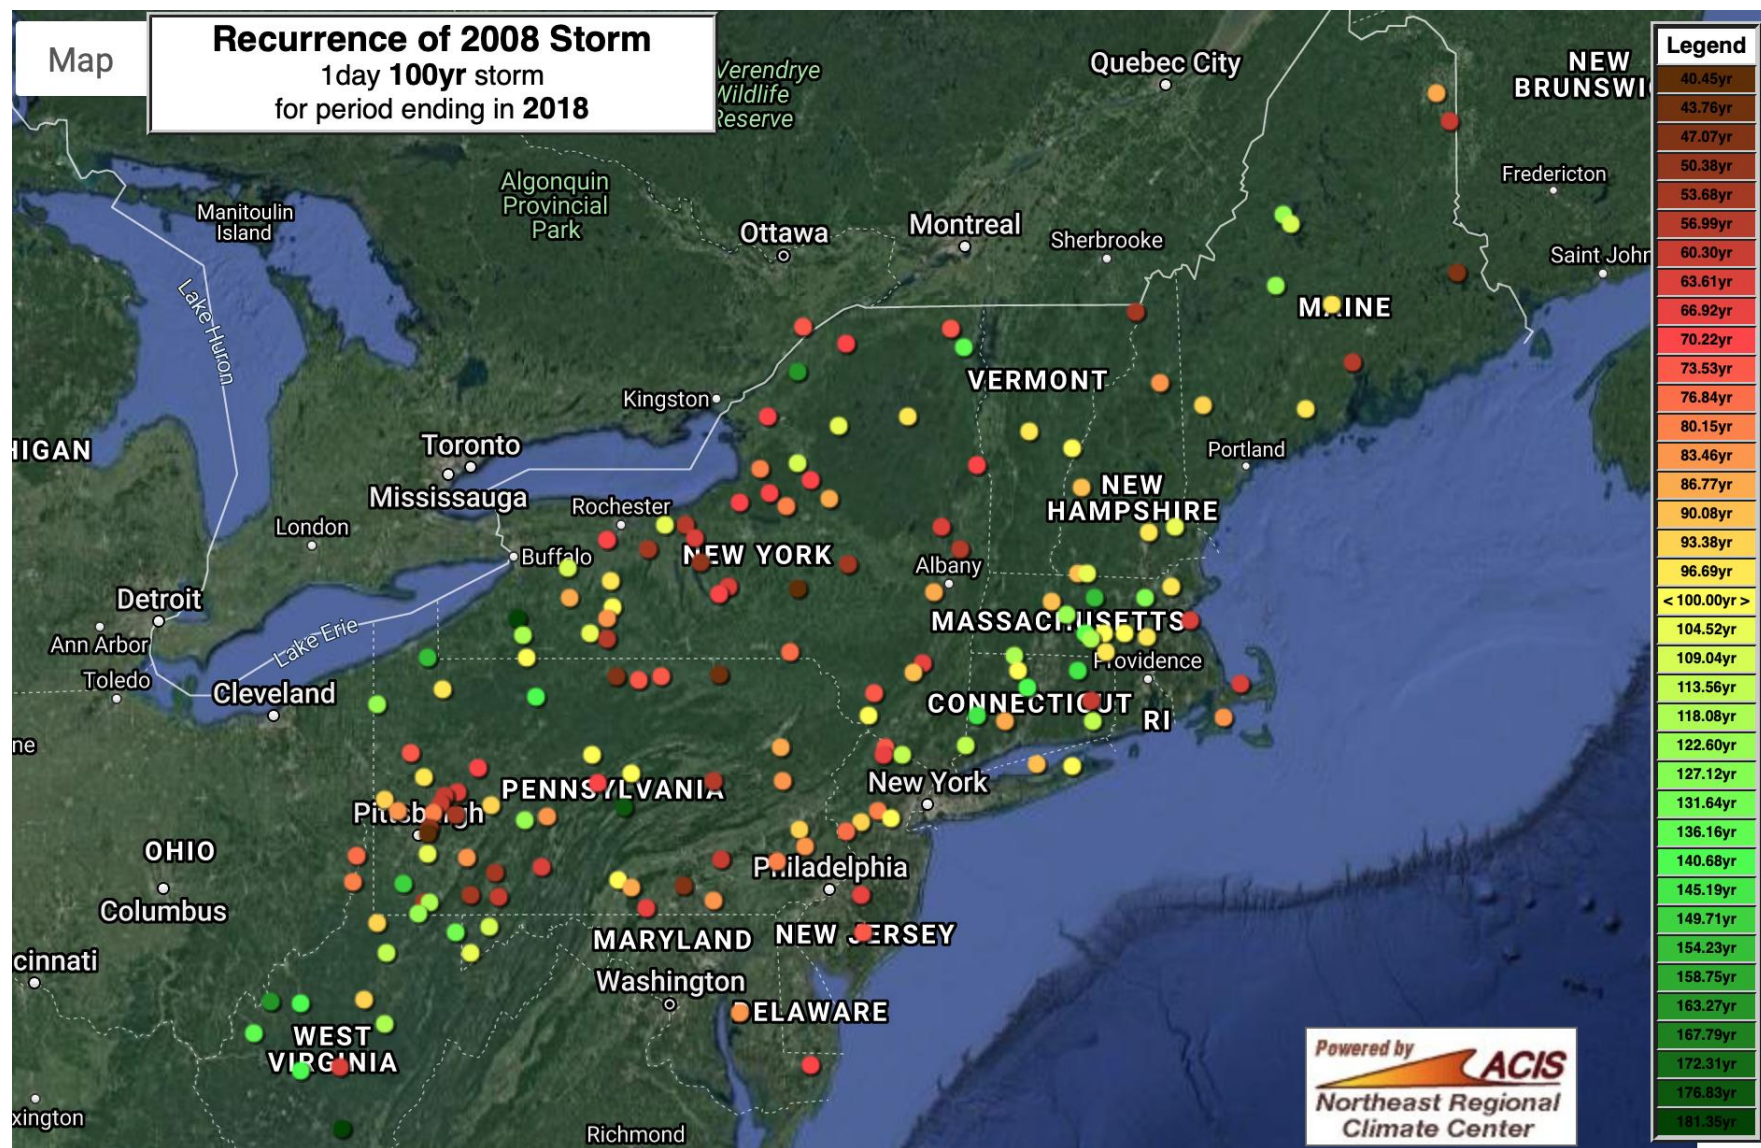 Map
Recurrence of 2008 Storm
1day 100yr storm
for period ending in 2018
Verendrye
Wildlife
Reserve
Quebec City
NEW
BRUNSWI
Fredericton
Saint John
Algonquin
Provincial
Park
Manitoulin
Island
Ottawa
Montreal
Sherbrooke
MAINE
Lake Huron
VERMONT
Kingston
Portland
HIGAN
Toronto
Mississauga
NEW
HAMPSHIRE
London
Rochester
Buffalo
NEW YORK
Albany
Detroit
Ann Arbor
Lake Erie
MASSACHUSETTS
Toledo
Cleveland
Providence
CONNECTICUT
RI
ne
New York
PENNSYLVANIA
Pittsburgh
OHIO
Philadelphia
Columbus
MARYLAND
NEW JERSEY
cinnati
Washington
DELAWARE
WEST
VIRGINIA
xington
Richmond
Legend
40.45yr
43.76yr
47.07yr
50.38yr
53.68yr
56.99yr
60.30yr
63.61yr
66.92yr
70.22yr
73.53yr
76.84yr
80.15yr
83.46yr
86.77yr
90.08yr
93.38yr
96.69yr
< 100.00yr >
104.52yr
109.04yr
113.56yr
118.08yr
122.60yr
127.12yr
131.64yr
136.16yr
140.68yr
145.19yr
149.71yr
154.23yr
158.75yr
163.27yr
167.79yr
172.31yr
176.83yr
181.35yr
Powered by
ACIS
Northeast Regional
Climate Center